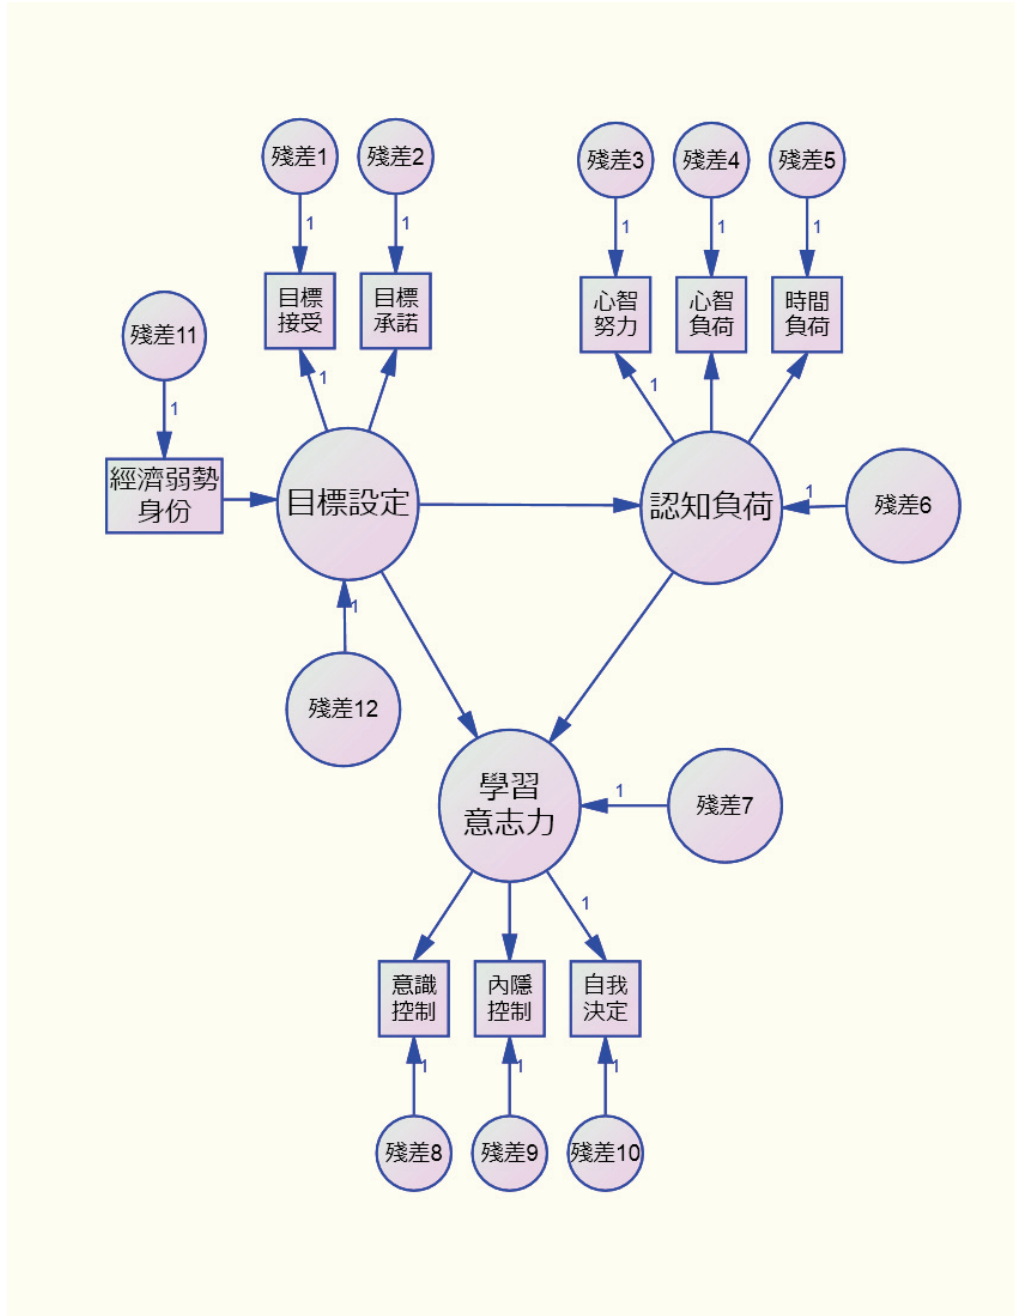 殘差1
殘差2
殘差3
殘差4
殘差5
1
1
1
1
1
目標
接受
目標
承諾
心智
努力
心智
負荷
時間
負荷
殘差11
1
1
1
經濟弱勢
身份
目標設定
認知負荷
1
殘差6
1
殘差12
學習
意志力
1
殘差7
1
意識
控制
內隱
控制
自我
決定
1
1
1
殘差8
殘差9
殘差10